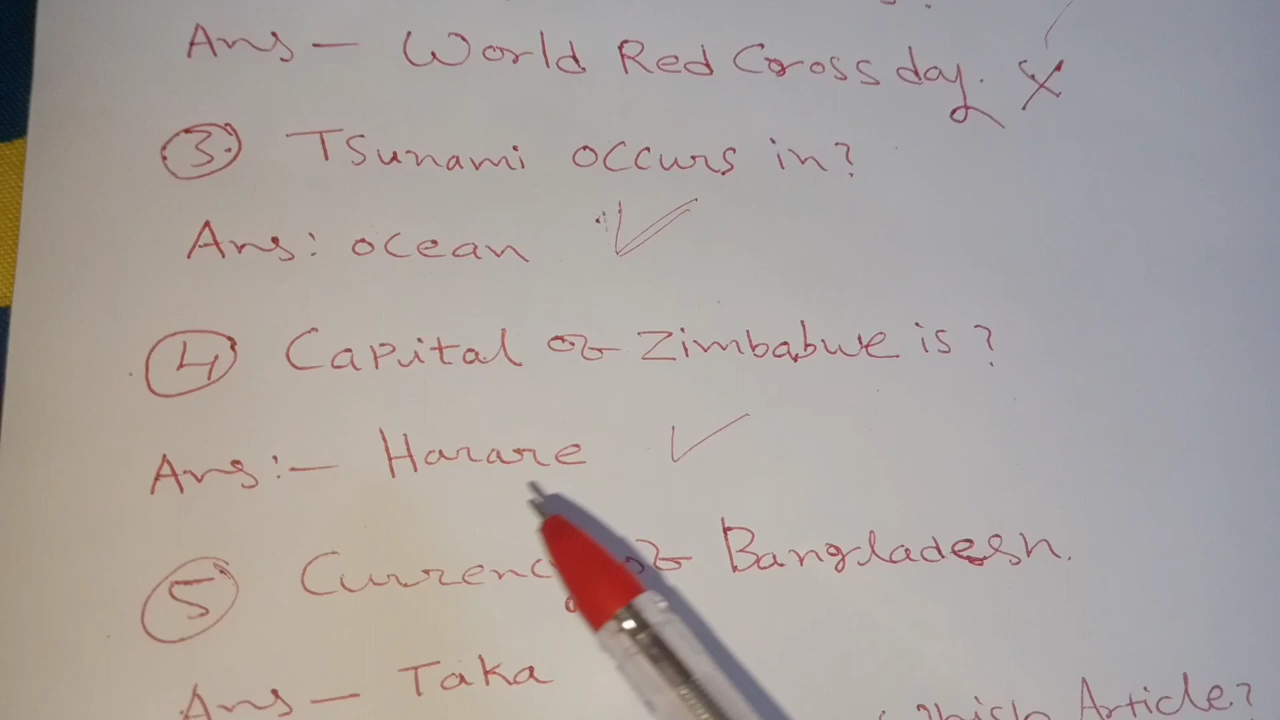 Ans - World Red Cross day. X
③ Tsunami occurs in?
Ans: ocean ✓
④ Capital of Zimbabwe is?
Ans:- Harare ✓
⑤ Currency of Bangladesh.
Ans - Taka
which Article?